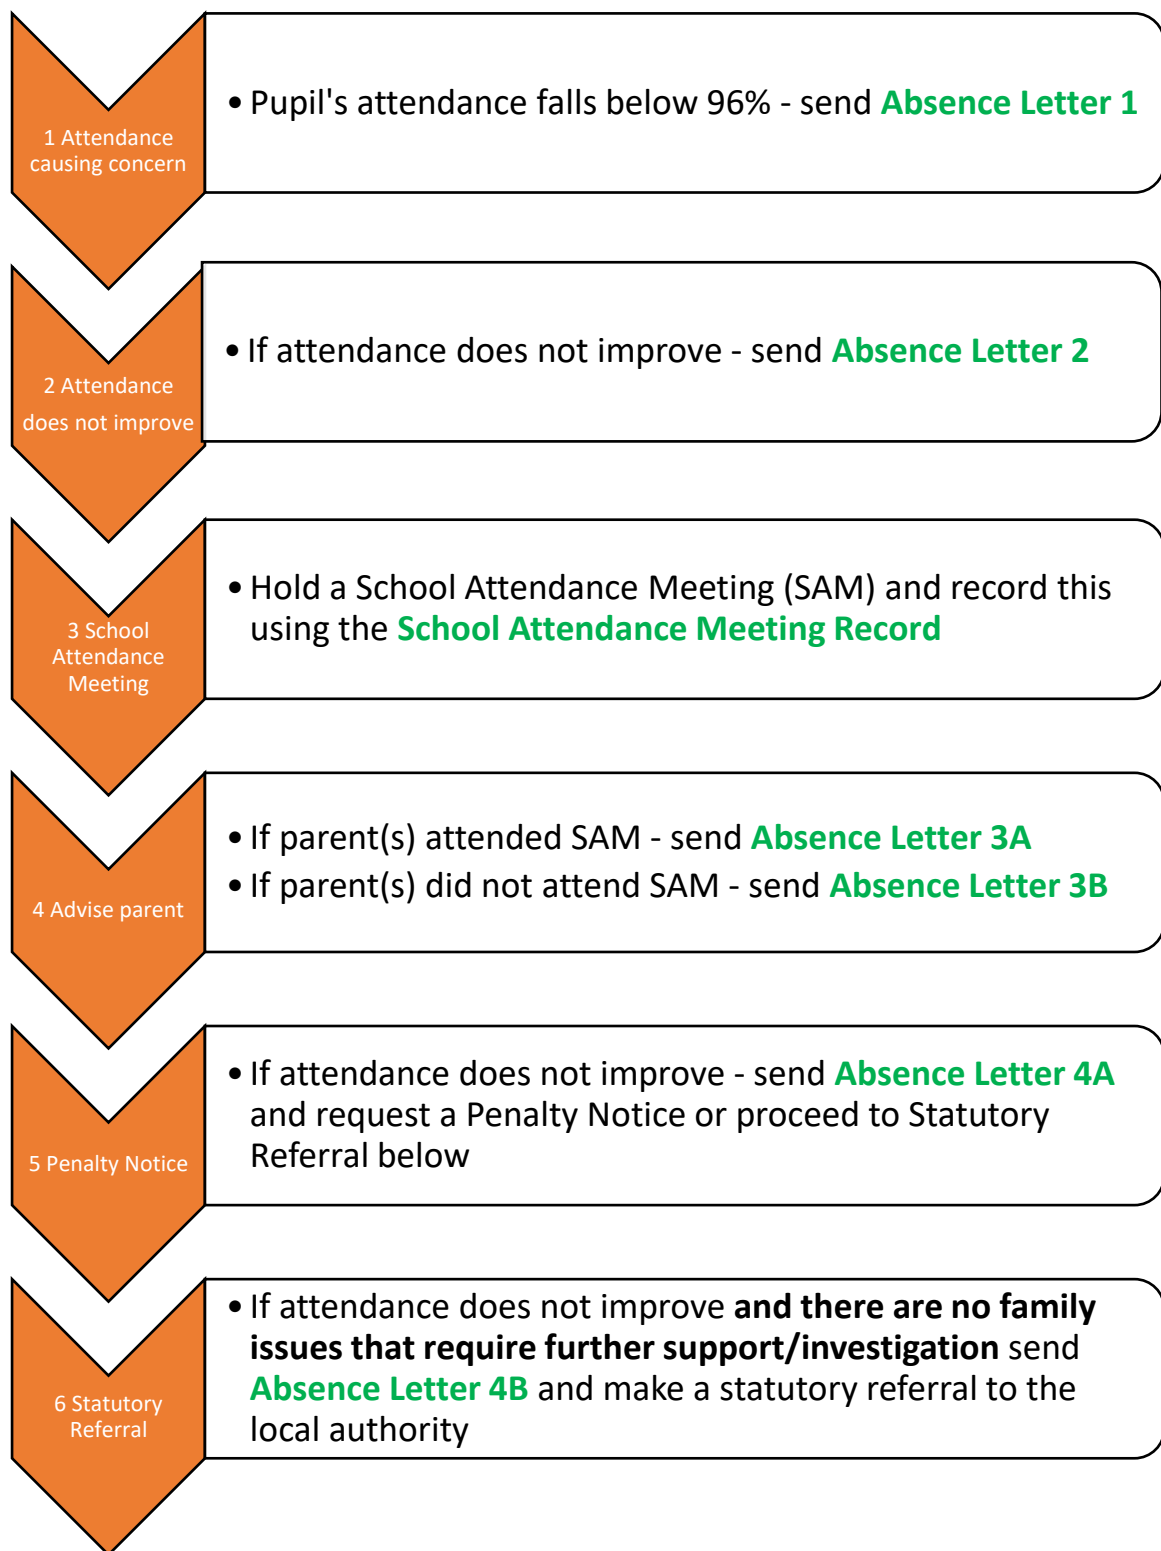 1 Attendance
causing concern
• Pupil's attendance falls below 96% - send Absence Letter 1
2 Attendance
does not improve
• If attendance does not improve - send Absence Letter 2
3 School
Attendance
Meeting
• Hold a School Attendance Meeting (SAM) and record this
using the School Attendance Meeting Record
4 Advise parent
• If parent(s) attended SAM - send Absence Letter 3A
• If parent(s) did not attend SAM - send Absence Letter 3B
5 Penalty Notice
• If attendance does not improve - send Absence Letter 4A
and request a Penalty Notice or proceed to Statutory
Referral below
6 Statutory
Referral
• If attendance does not improve and there are no family
issues that require further support/investigation send
Absence Letter 4B and make a statutory referral to the
local authority